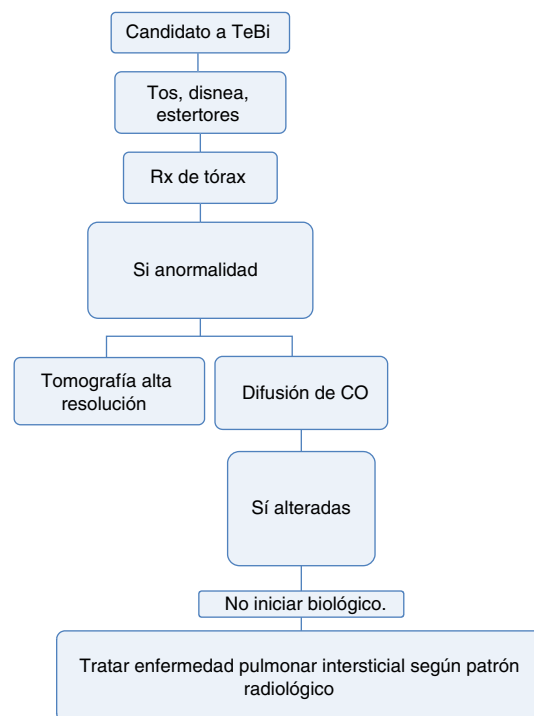 Candidato a TeBi
Tos, disnea,
estertores
Rx de tórax
Si anormalidad
Tomografía alta
resolución
Difusión de CO
Sí alteradas
No iniciar biológico.
Tratar enfermedad pulmonar intersticial según patrón
radiológico